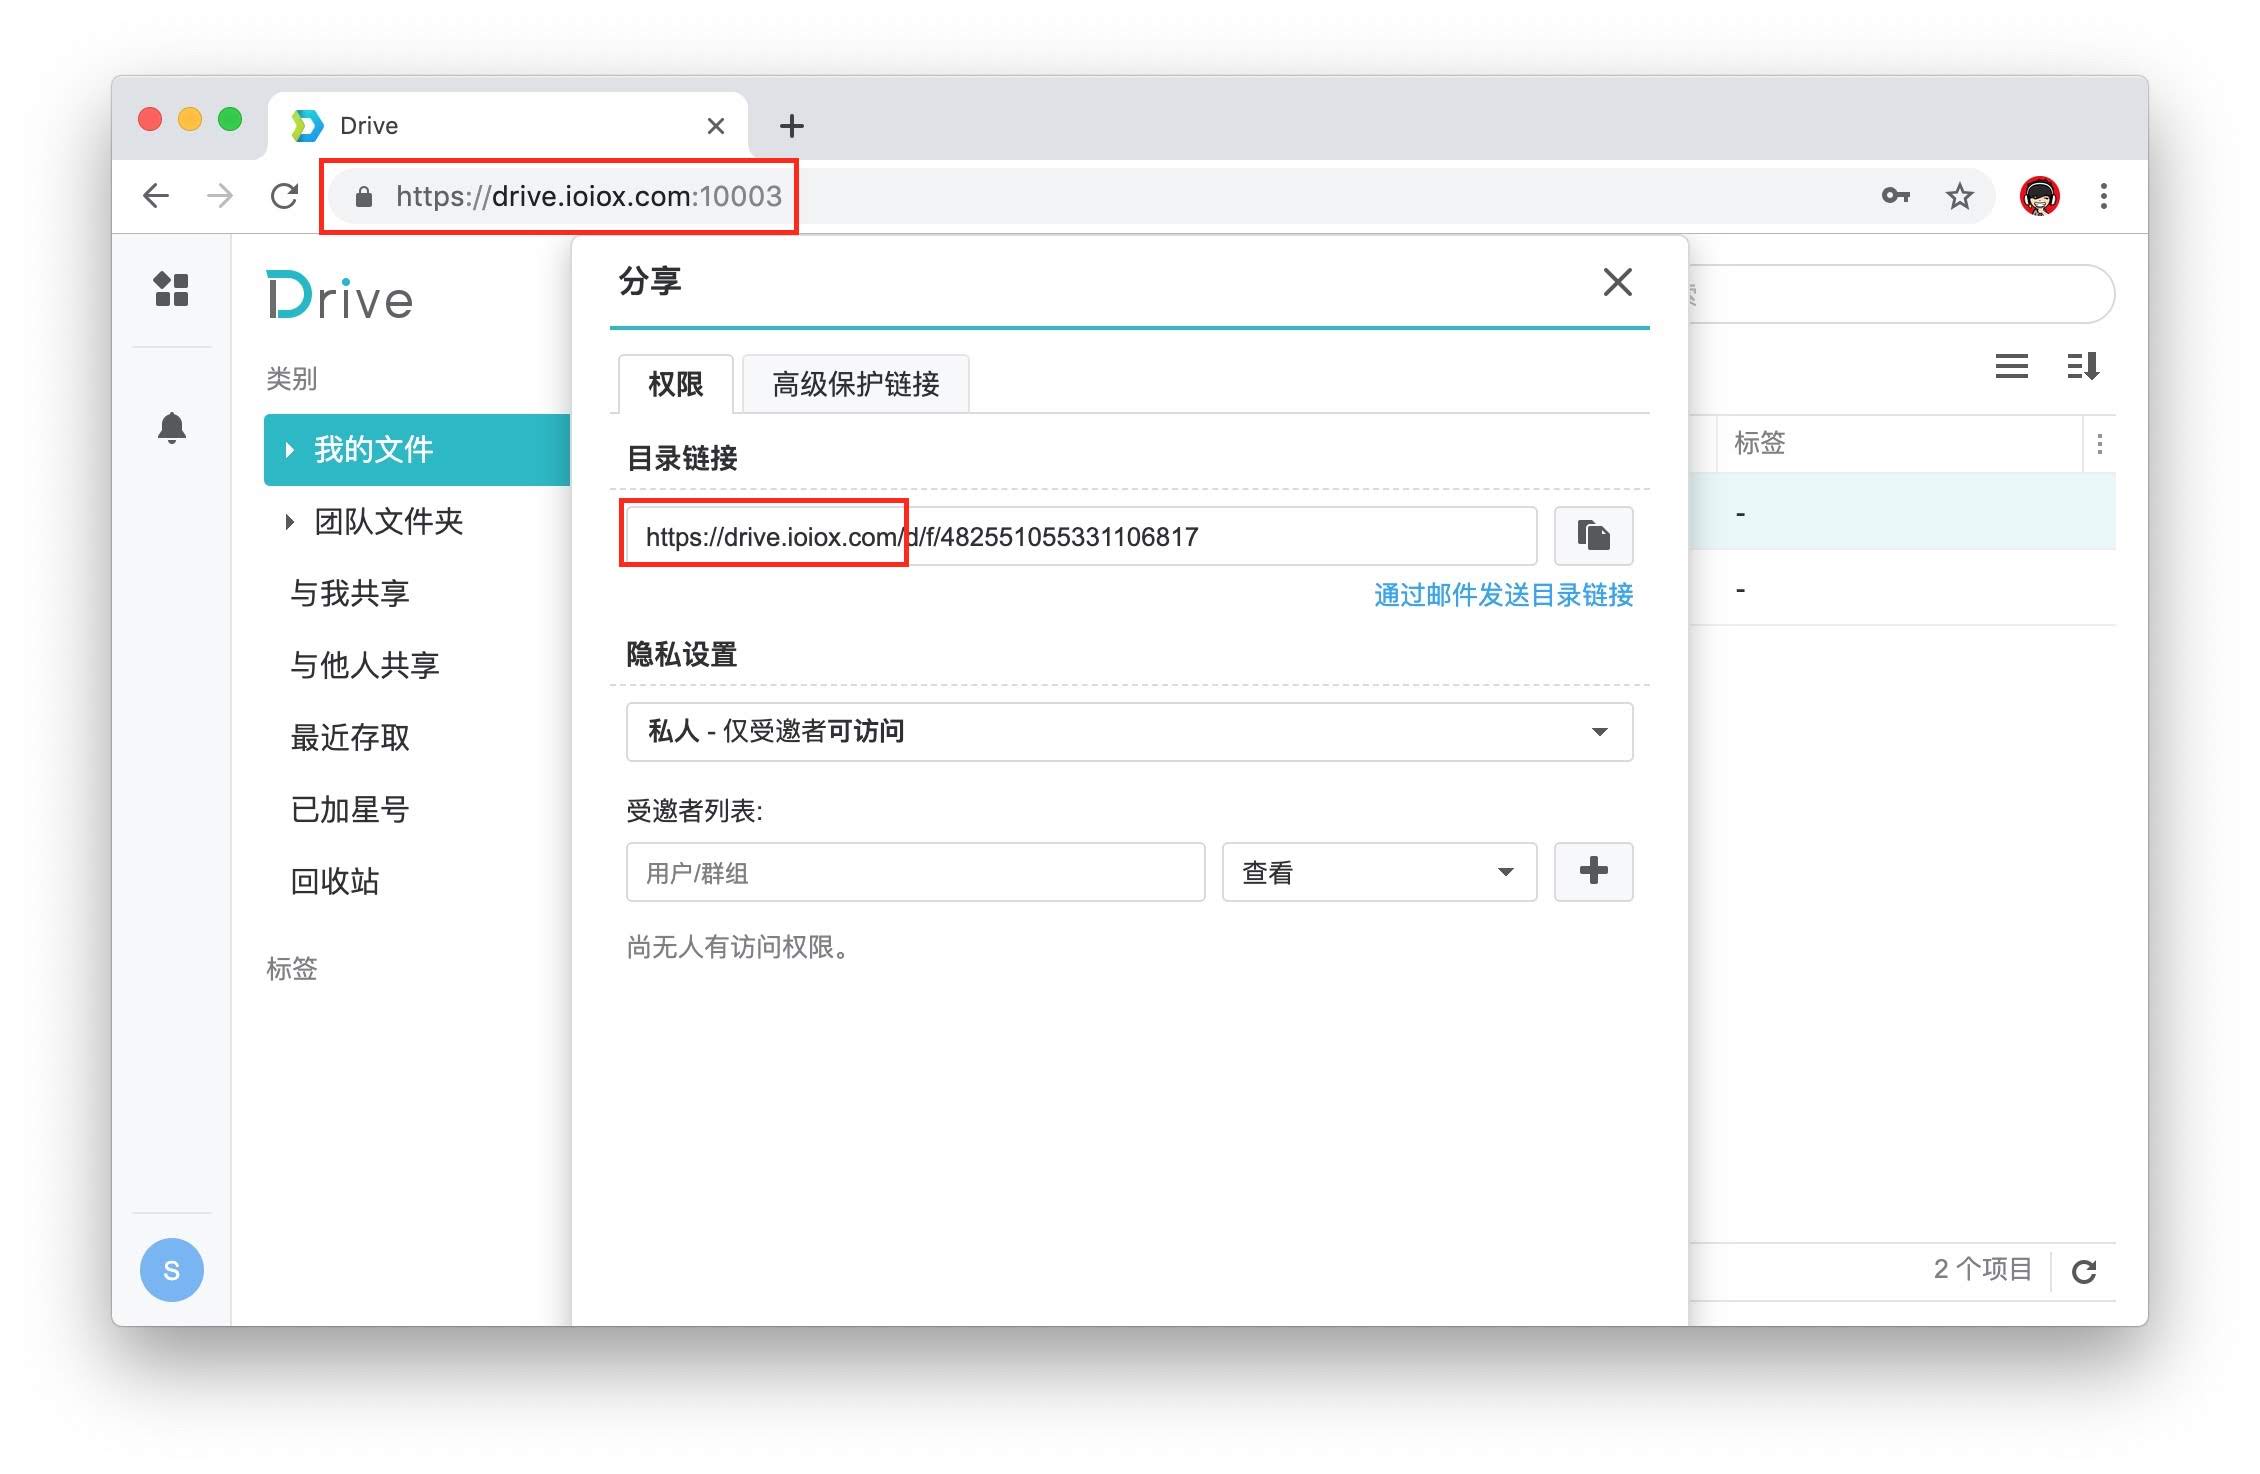 Drive
https://drive.ioiox.com:10003
Drive
类别
我的文件
团队文件夹
与我共享
与他人共享
最近存取
已加星号
回收站
标签
S
分享
权限
高级保护链接
目录链接
https://drive.ioiox.com/d/f/482551055331106817
通过邮件发送目录链接
隐私设置
私人 - 仅受邀者可访问
受邀者列表:
用户/群组
查看
尚无人有访问权限。
标签
-
-
2 个项目